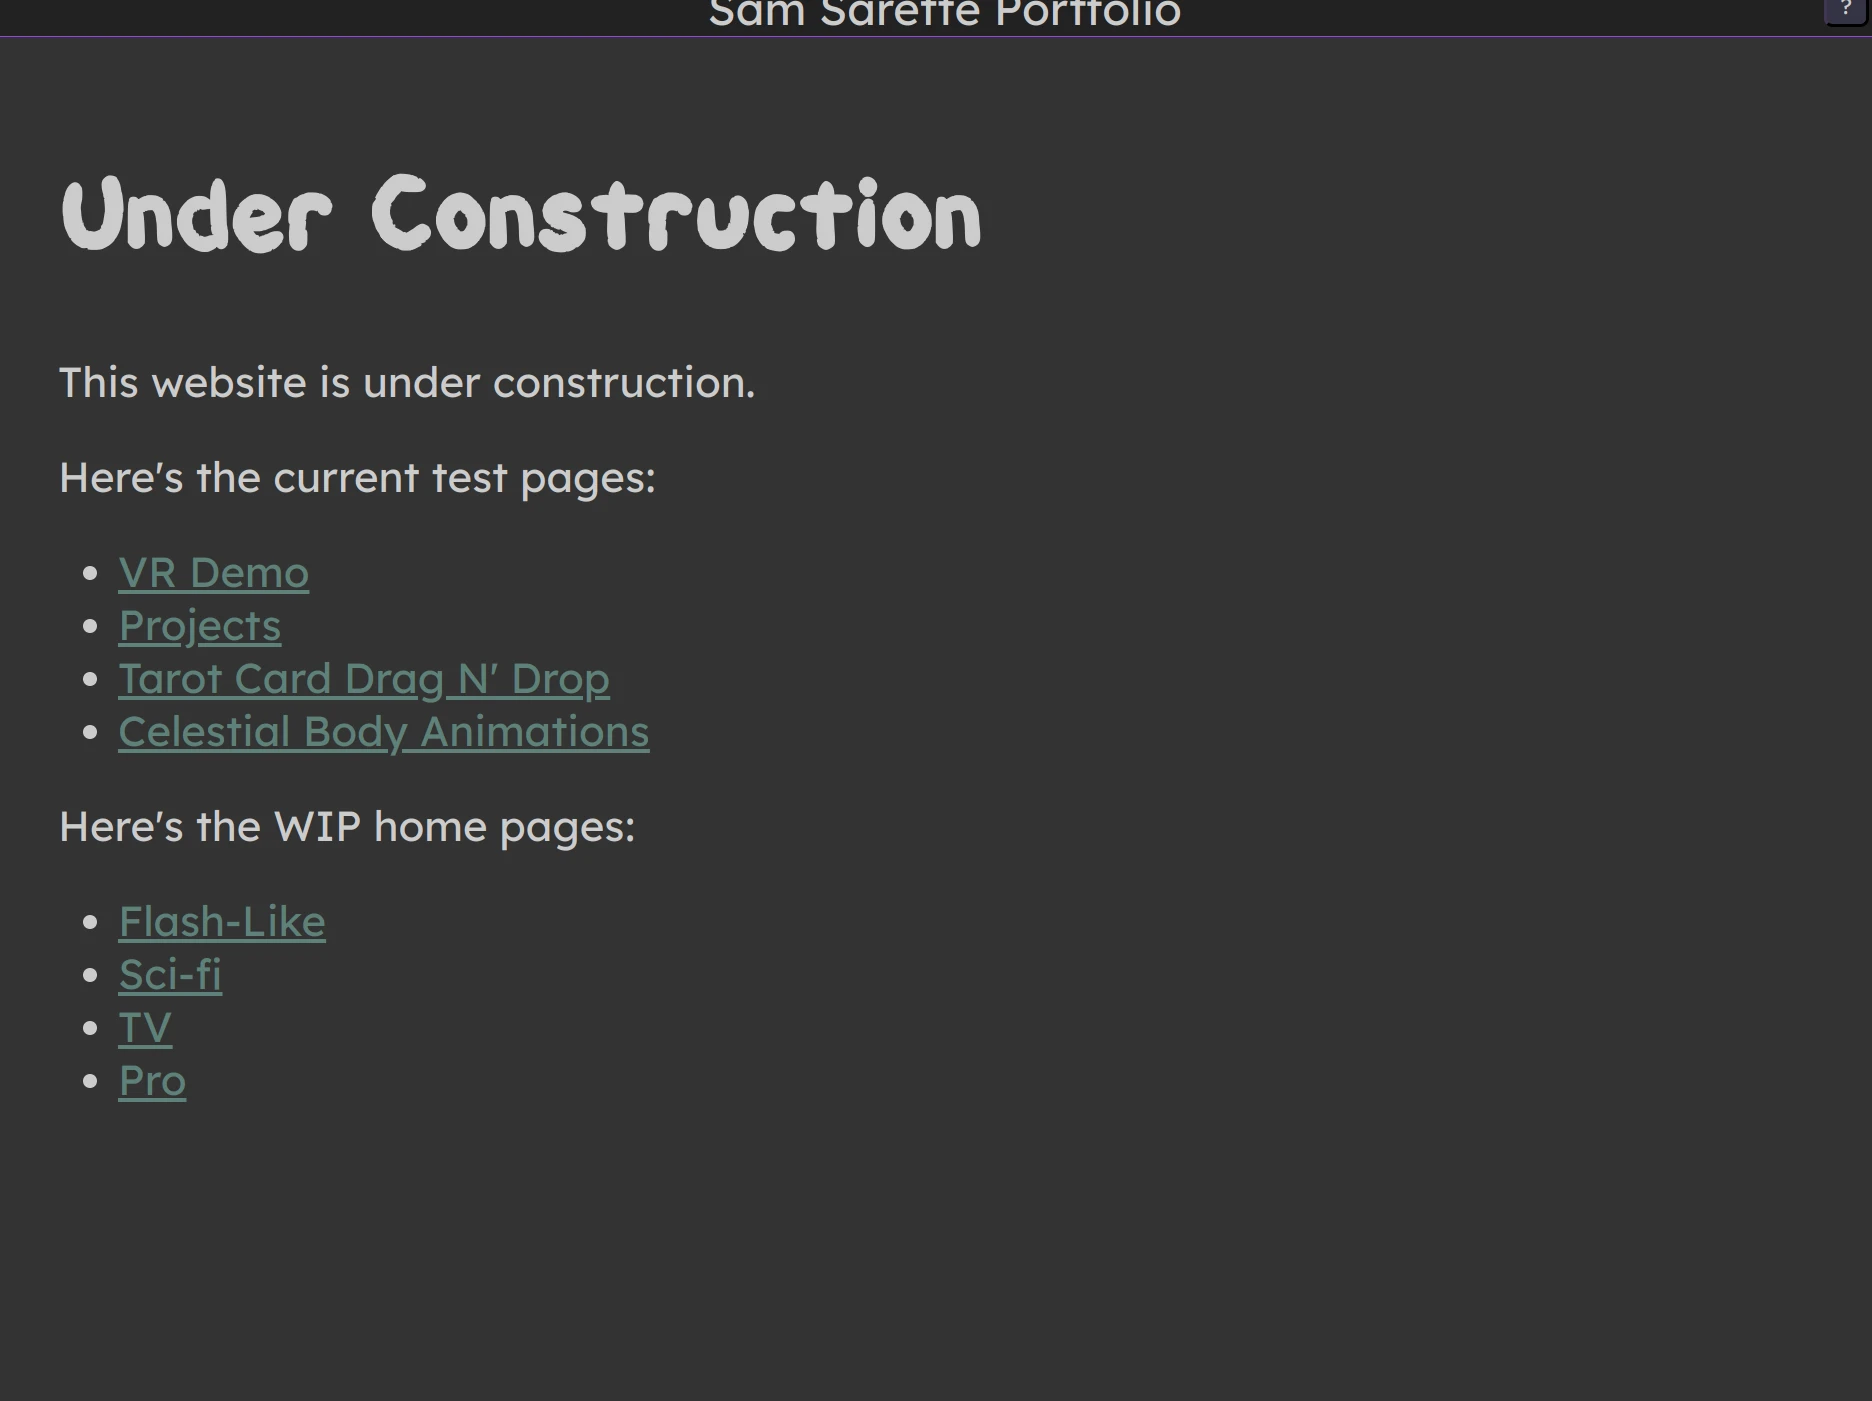 Sam Sarette Portfolio
?
Under Construction
This website is under construction.
Here's the current test pages:
VR Demo
Projects
Tarot Card Drag N' Drop
Celestial Body Animations
Here's the WIP home pages:
Flash-Like
Sci-fi
TV
Pro